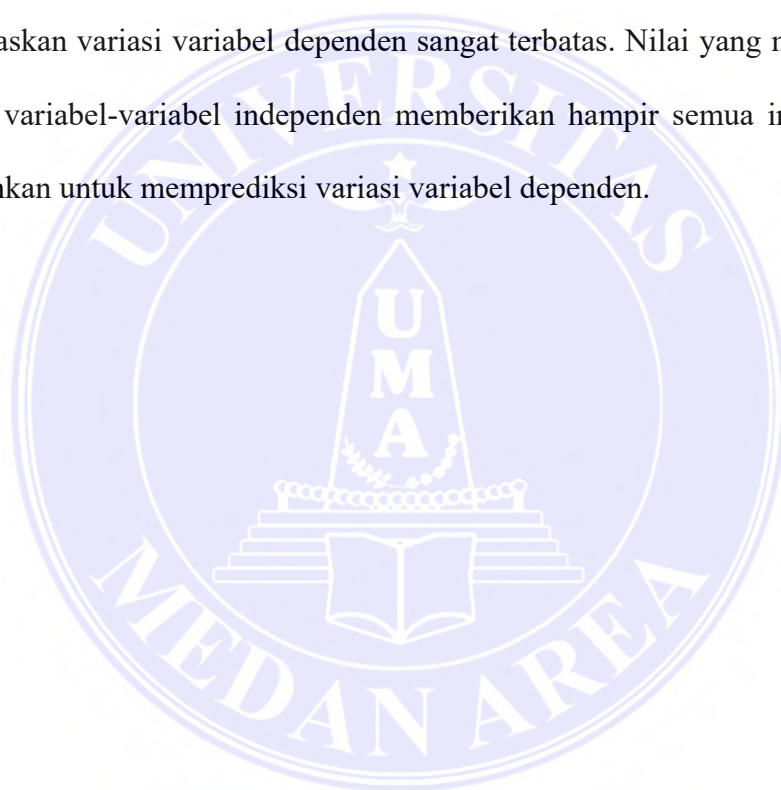 askan variasi variabel dependen sangat terbatas. Nilai yang
variabel-variabel independen memberikan hampir semua
kan untuk memprediksi variasi variabel dependen.
UNIVERSITAS
UMA
MEDAN AREA